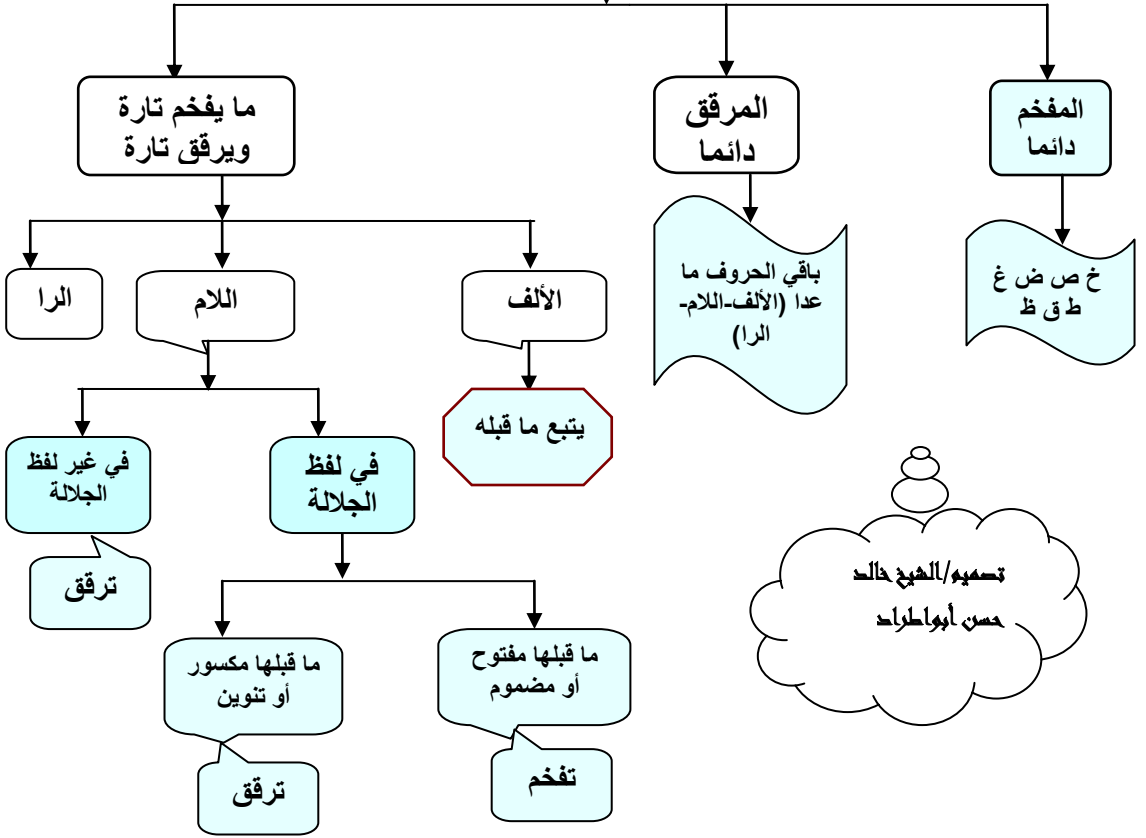 المفخم
دائما
المرقق
دائما
ما يفخم تارة
ويرقق تارة
خ ص ض غ
ط ق ظ
باقي الحروف ما
عدا (الألف-اللام-
الرا)
الألف
اللام
الرا
يتبع ما قبله
في لفظ
الجلالة
في غير لفظ
الجلالة
ترقق
ما قبلها مفتوح
أو مضموم
ما قبلها مكسور
أو تنوين
تفخم
ترقق
تصميم/الشيخ خالد
حسن أبواطراد